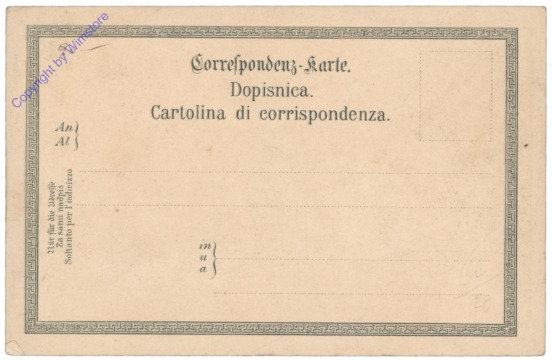 Copyright by Wimstore
Correspondenz-Karte.
Dopisnica.
Cartolina di corrispondenza.
An
Al
Nur für die Adresse
Za sami nadpis
Soltanto per l'indirizzo
in
u
a